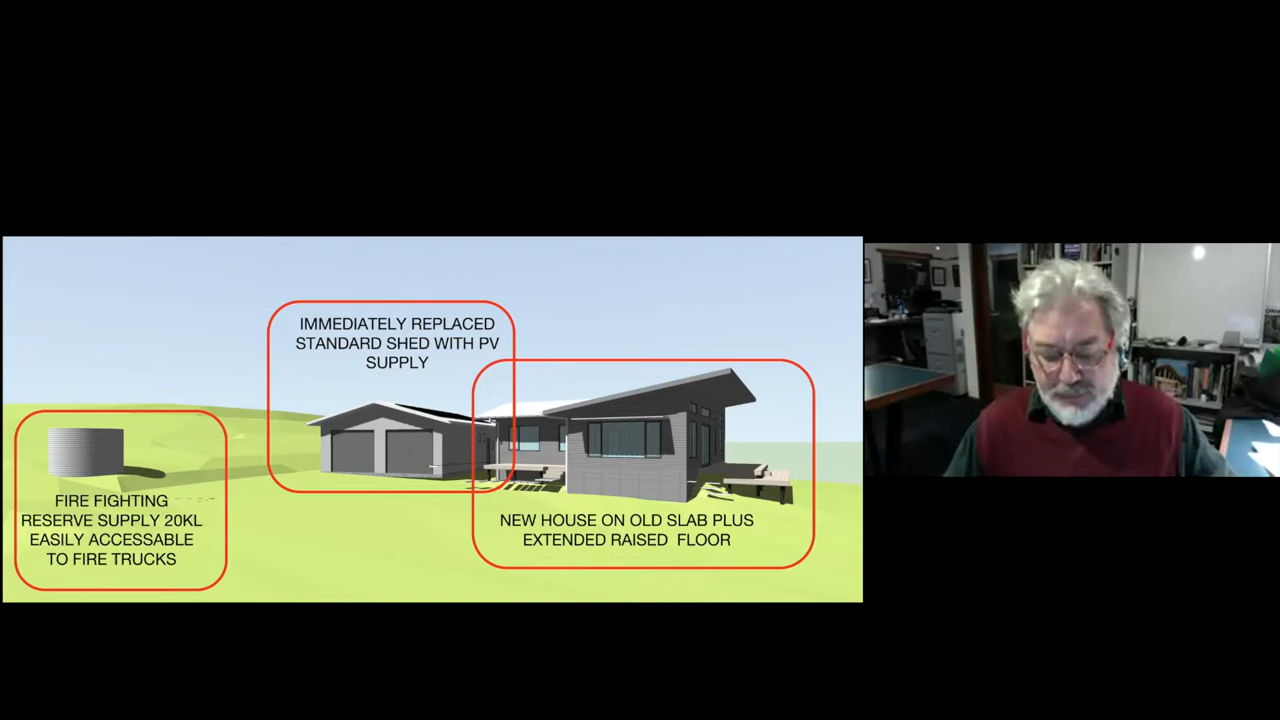 IMMEDIATELY REPLACED
STANDARD SHED WITH PV
SUPPLY
FIRE FIGHTING
RESERVE SUPPLY 20KL
EASILY ACCESSABLE
TO FIRE TRUCKS
NEW HOUSE ON OLD SLAB PLUS
EXTENDED RAISED FLOOR